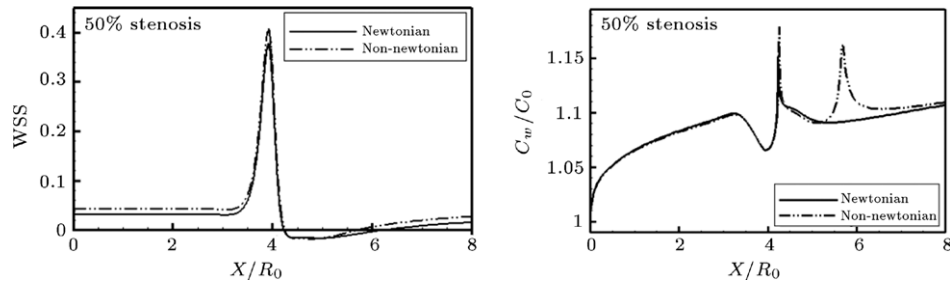 50% stenosis
Newtonian
Non-newtonian
WSS
0.4
0.3
0.2
0.1
0
0
2
4
6
8
X/R₀
50% stenosis
C_w/C₀
1.15
1.1
1.05
1
Newtonian
Non-newtonian
0
2
4
6
8
X/R₀